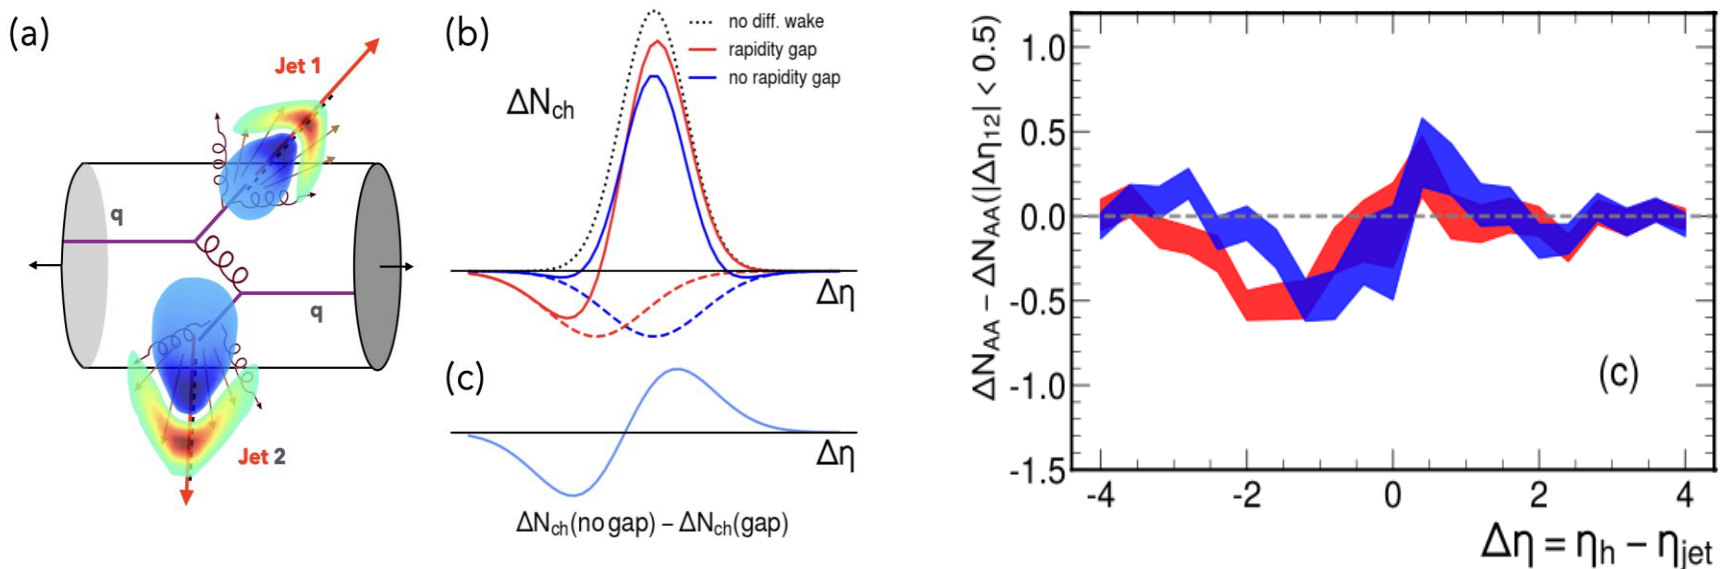 (a)
Jet 1
q
q
Jet 2
(b)
no diff. wake
rapidity gap
no rapidity gap
ΔN_ch
Δη
(c)
Δη
ΔN_ch(no gap) – ΔN_ch(gap)
ΔN_AA − ΔN_AA(|Δη_12| < 0.5)
1.0
0.5
0.0
-0.5
-1.0
-1.5
(c)
-4 -2 0 2 4
Δη = η_h − η_jet